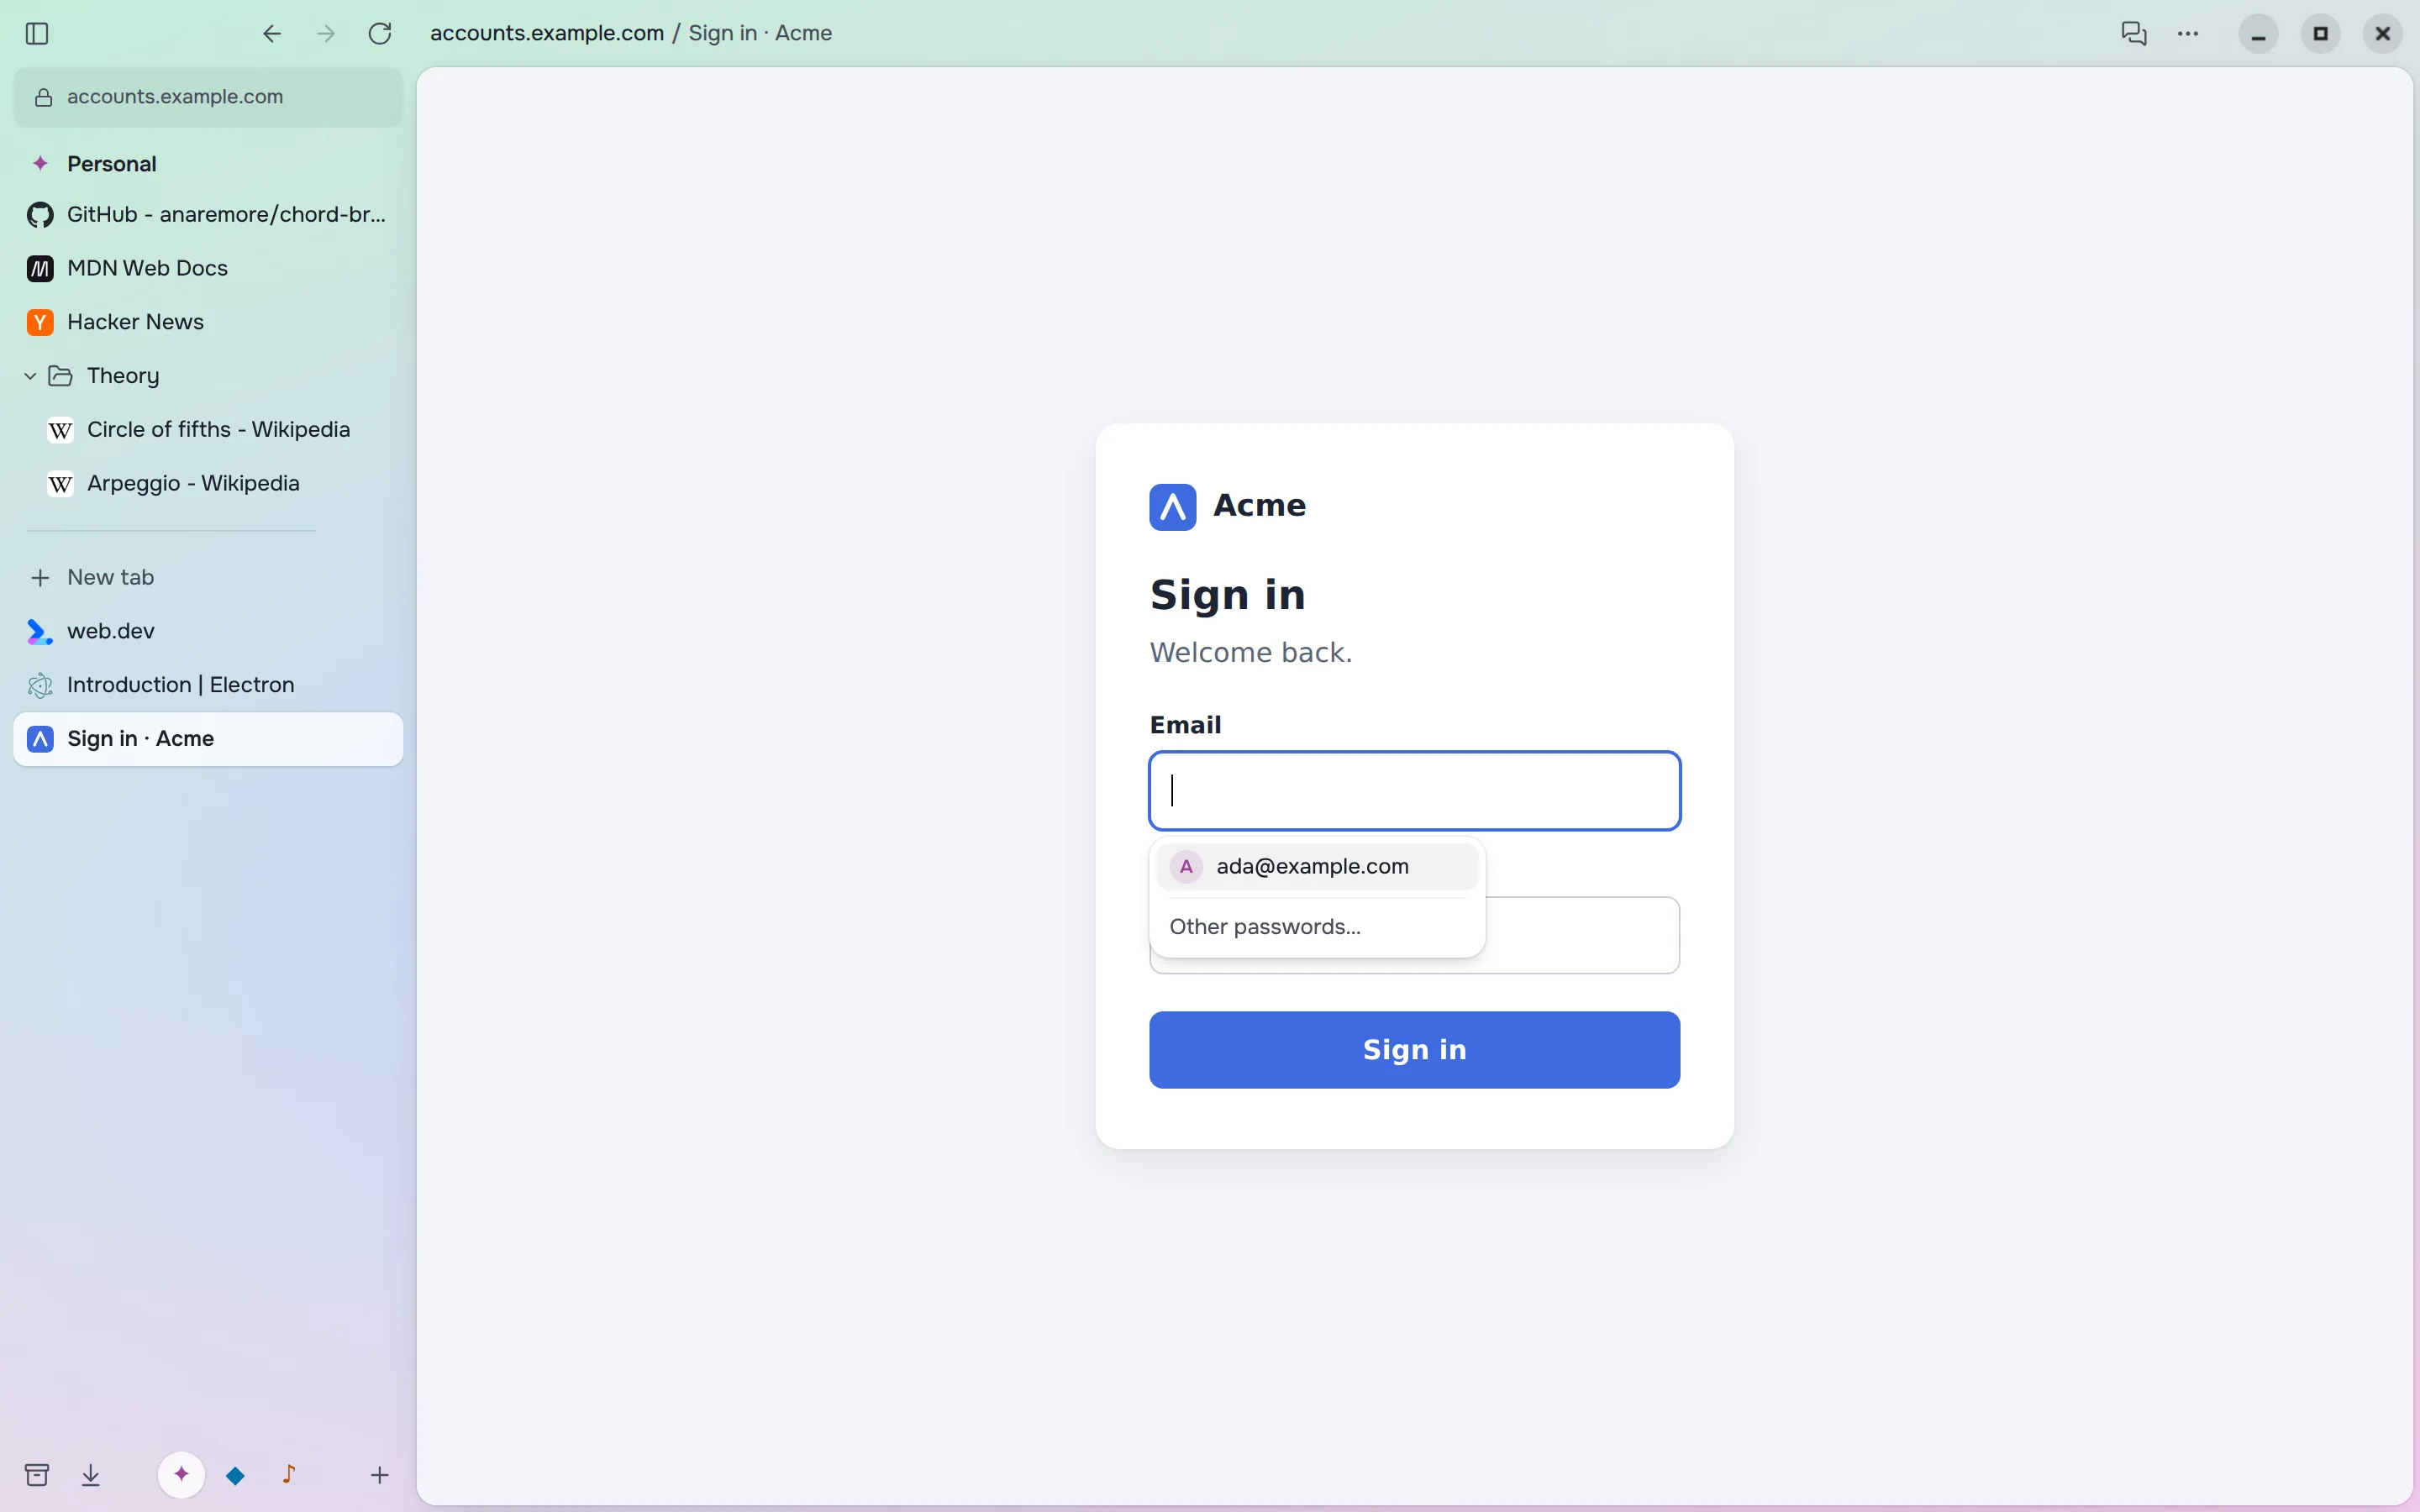 accounts.example.com / Sign in · Acme
accounts.example.com
Personal
GitHub - anaremore/chord-br...
MDN Web Docs
Hacker News
Theory
Circle of fifths - Wikipedia
Arpeggio - Wikipedia
New tab
web.dev
Introduction | Electron
Sign in · Acme
Acme
Sign in
Welcome back.
Email
A ada@example.com
Other passwords...
Sign in